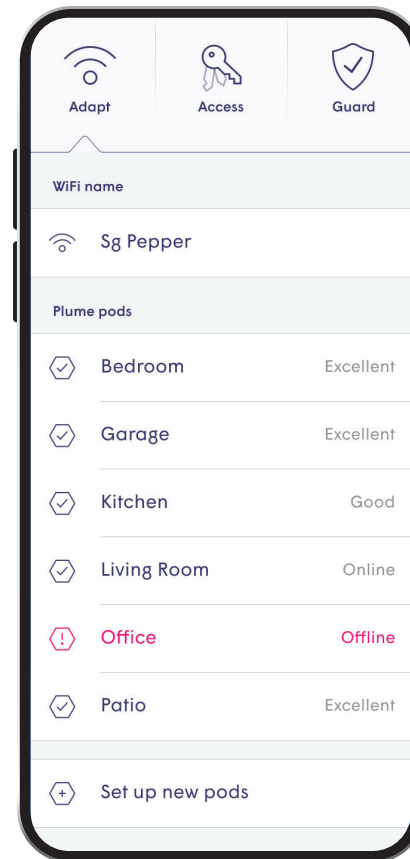 Adapt Access Guard
WiFi name
Sg Pepper
Plume pods
Bedroom Excellent
Garage Excellent
Kitchen Good
Living Room Online
Office Offline
Patio Excellent
Set up new pods